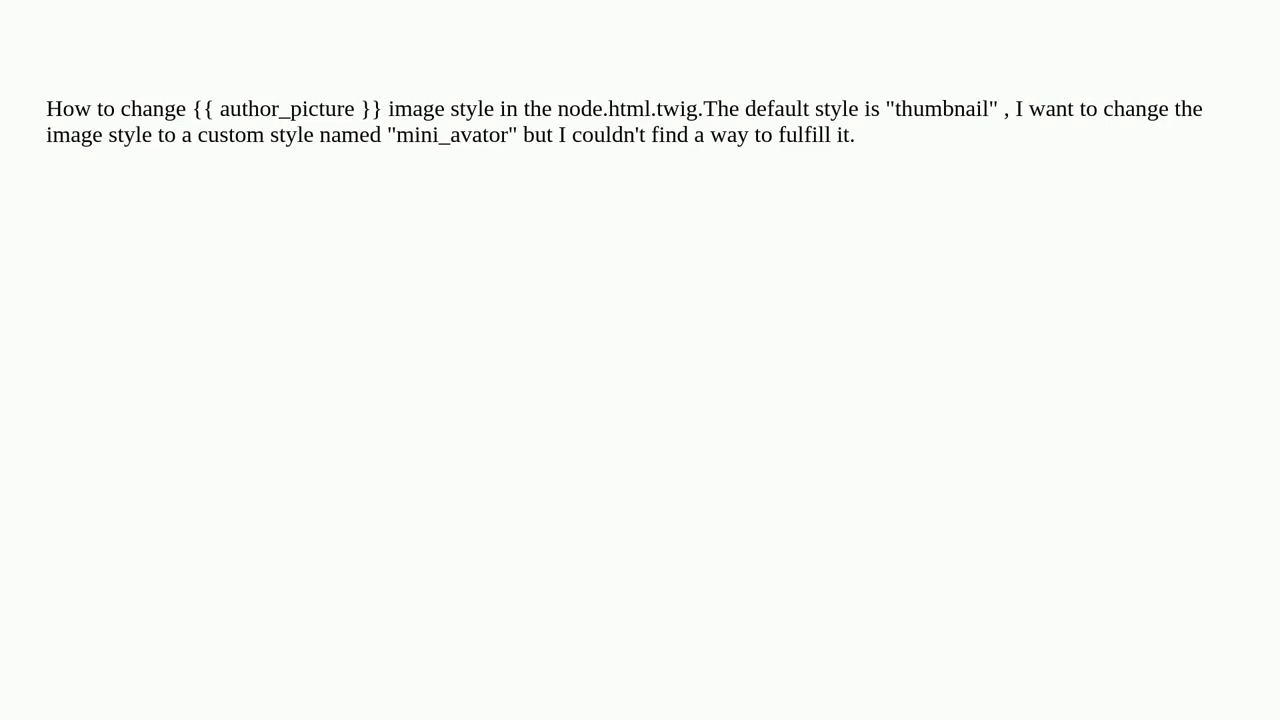 How to change {{ author_picture }} image style in the node.html.twig.The default style is "thumbnail" , I want to change the
image style to a custom style named "mini_avator" but I couldn't find a way to fulfill it.